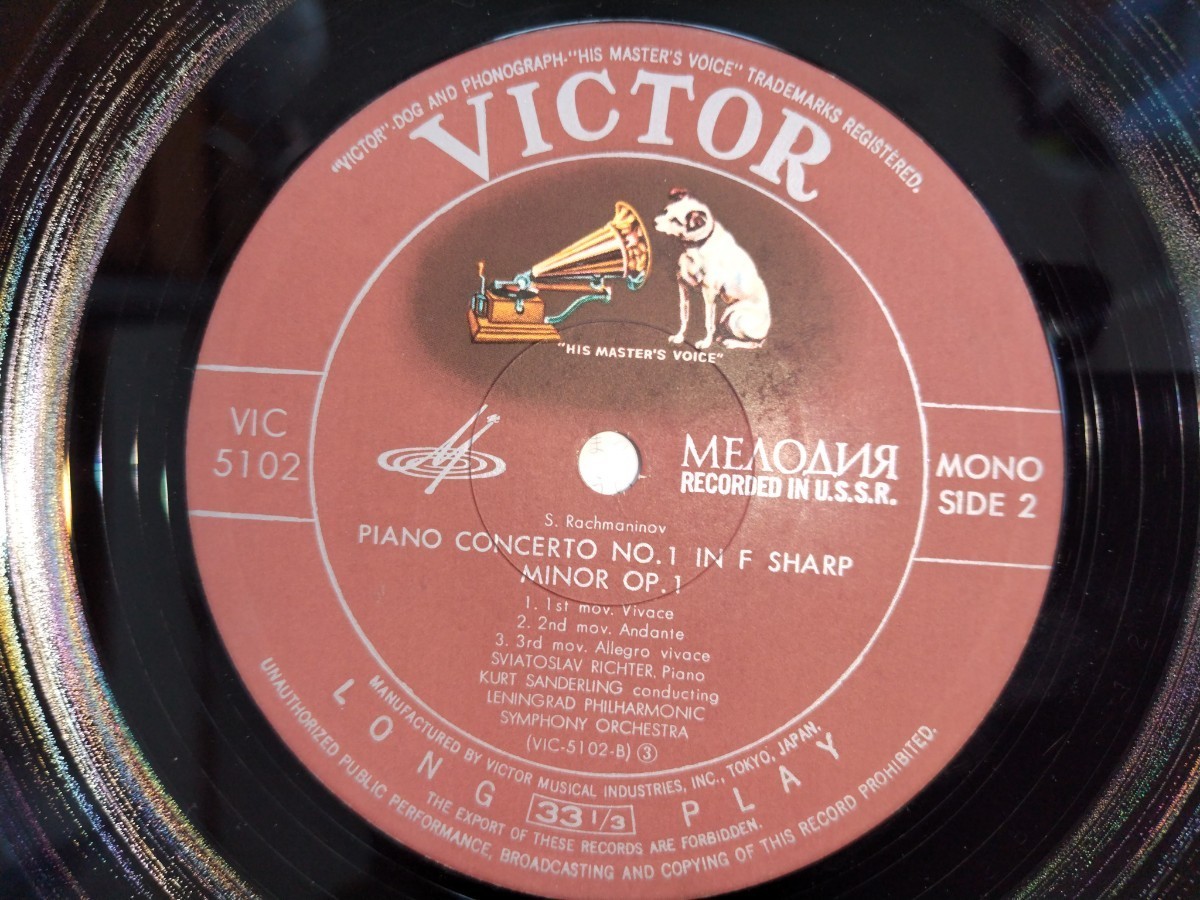 "VICTOR"-DOG AND PHONOGRAPH-"HIS MASTER'S VOICE" TRADEMARKS REGISTERED.
VICTOR
"HIS MASTER'S VOICE"
VIC
5102
МЕЛОДИЯ
RECORDED IN U.S.S.R.
MONO
SIDE 2
S. Rachmaninov
PIANO CONCERTO NO.1 IN F SHARP
MINOR OP.1
1. 1st mov. Vivace
2. 2nd mov. Andante
3. 3rd mov. Allegro vivace
SVIATOSLAV RICHTER, Piano
KURT SANDERLING conducting
LENINGRAD PHILHARMONIC
SYMPHONY ORCHESTRA
(VIC-5102-B) ③
MANUFACTURED BY VICTOR MUSICAL INDUSTRIES, INC., TOKYO, JAPAN.
LONG PLAY
33 1/3
THE EXPORT OF THESE RECORDS ARE FORBIDDEN.
UNAUTHORIZED PUBLIC PERFORMANCE, BROADCASTING AND COPYING OF THIS RECORD PROHIBITED.